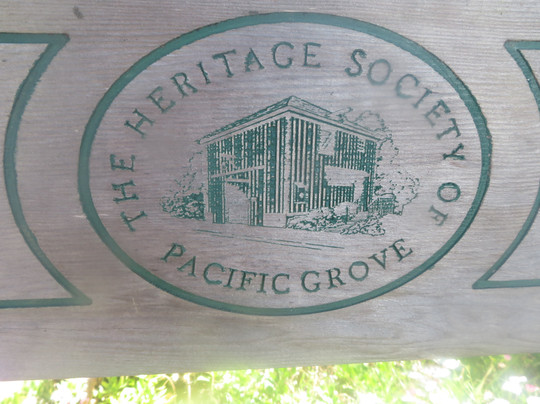 THE HERITAGE SOCIETY OF
PACIFIC GROVE